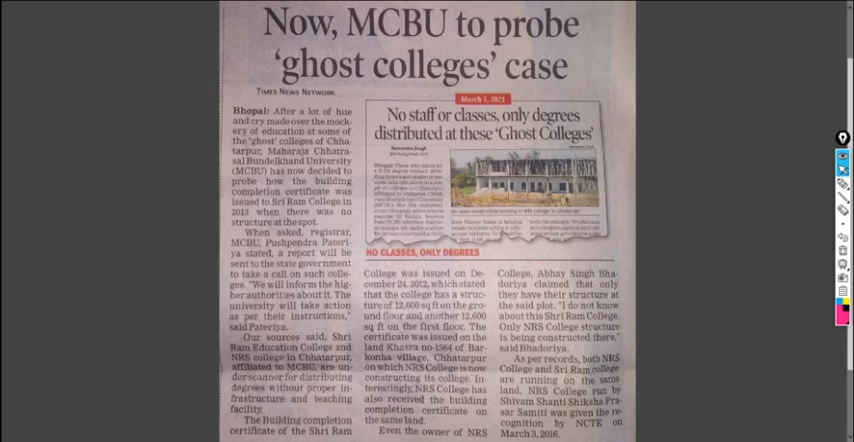 Now, MCBU to probe
‘ghost colleges’ case
TIMES NEWS NETWORK
Bhopal: After a lot of hue
and cry made over the mock-
ery of education at some of
the ‘ghost’ colleges of Chha-
tarpur, Maharaja Chhatra-
sal Bundelkhand University
(MCBU) has now decided to
probe how the building
completion certificate was
issued to Sri Ram College in
2013 when there was no
structure at the spot.
When asked, registrar,
MCBU, Pushpendra Pateri-
ya stated, a report will be
sent to the state government
to take a call on such colle-
ges. "We will inform the hig-
her authorities about it. The
university will take action
as per their instructions,"
said Pateriya.
Our sources said, Shri
Ram Education College and
NRS college in Chhatarpur,
affiliated to MCBU, are un-
der scanner for distributing
degrees without proper in-
frastructure and teaching
facility.
The Building completion
certificate of the Shri Ram
March 7, 2021
No staff or classes, only degrees
distributed at these ‘Ghost Colleges’
NO CLASSES, ONLY DEGREES
College was issued on De-
cember 24, 2012, which stated
that the college has a struc-
ture of 12,600 sq ft on the gro-
und floor and another 12,600
sq ft on the first floor. The
certificate was issued on the
land Khasra no-1564 of Bar-
konha village, Chhatarpur
on which NRS College is now
constructing its college. In-
terestingly, NRS College has
also received the building
completion certificate on
the same land.
Even the owner of NRS
College, Abhay Singh Bha-
doriya claimed that only
they have their structure at
the said plot. "I do not know
about this Shri Ram College.
Only NRS College structure
is being constructed there,"
said Bhadoriya.
As per records, both NRS
College and Sri Ram college
are running on the same
land. NRS College run by
Shivam Shanti Shiksha Pra-
sar Samiti was given the re-
cognition by NCTE on
March 3, 2016.